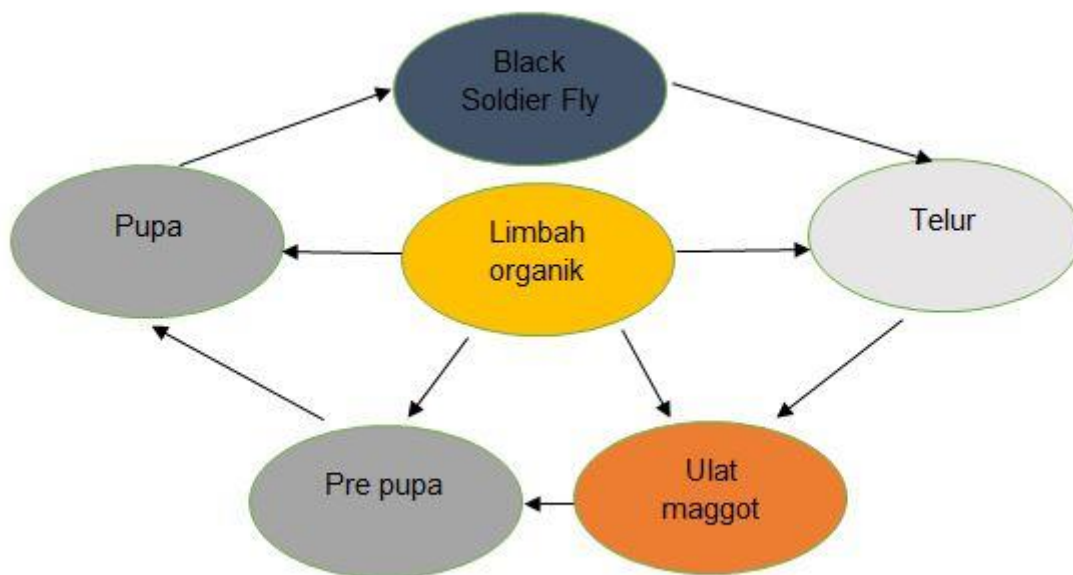 Black
Soldier Fly
Pupa
Limbah
organik
Telur
Pre pupa
Ulat
maggot